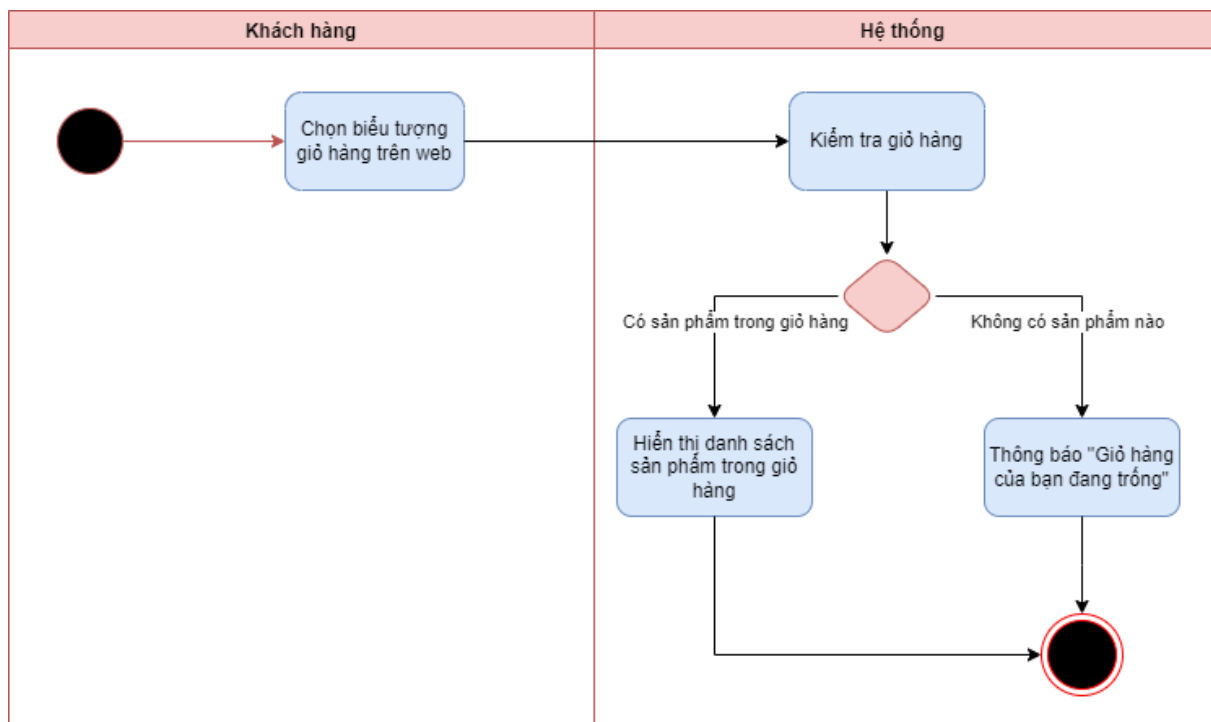 Khách hàng
Hệ thống
Chọn biểu tượng
giỏ hàng trên web
Kiểm tra giỏ hàng
Có sản phẩm trong giỏ hàng
Không có sản phẩm nào
Hiển thị danh sách
sản phẩm trong giỏ
hàng
Thông báo "Giỏ hàng
của bạn đang trống"